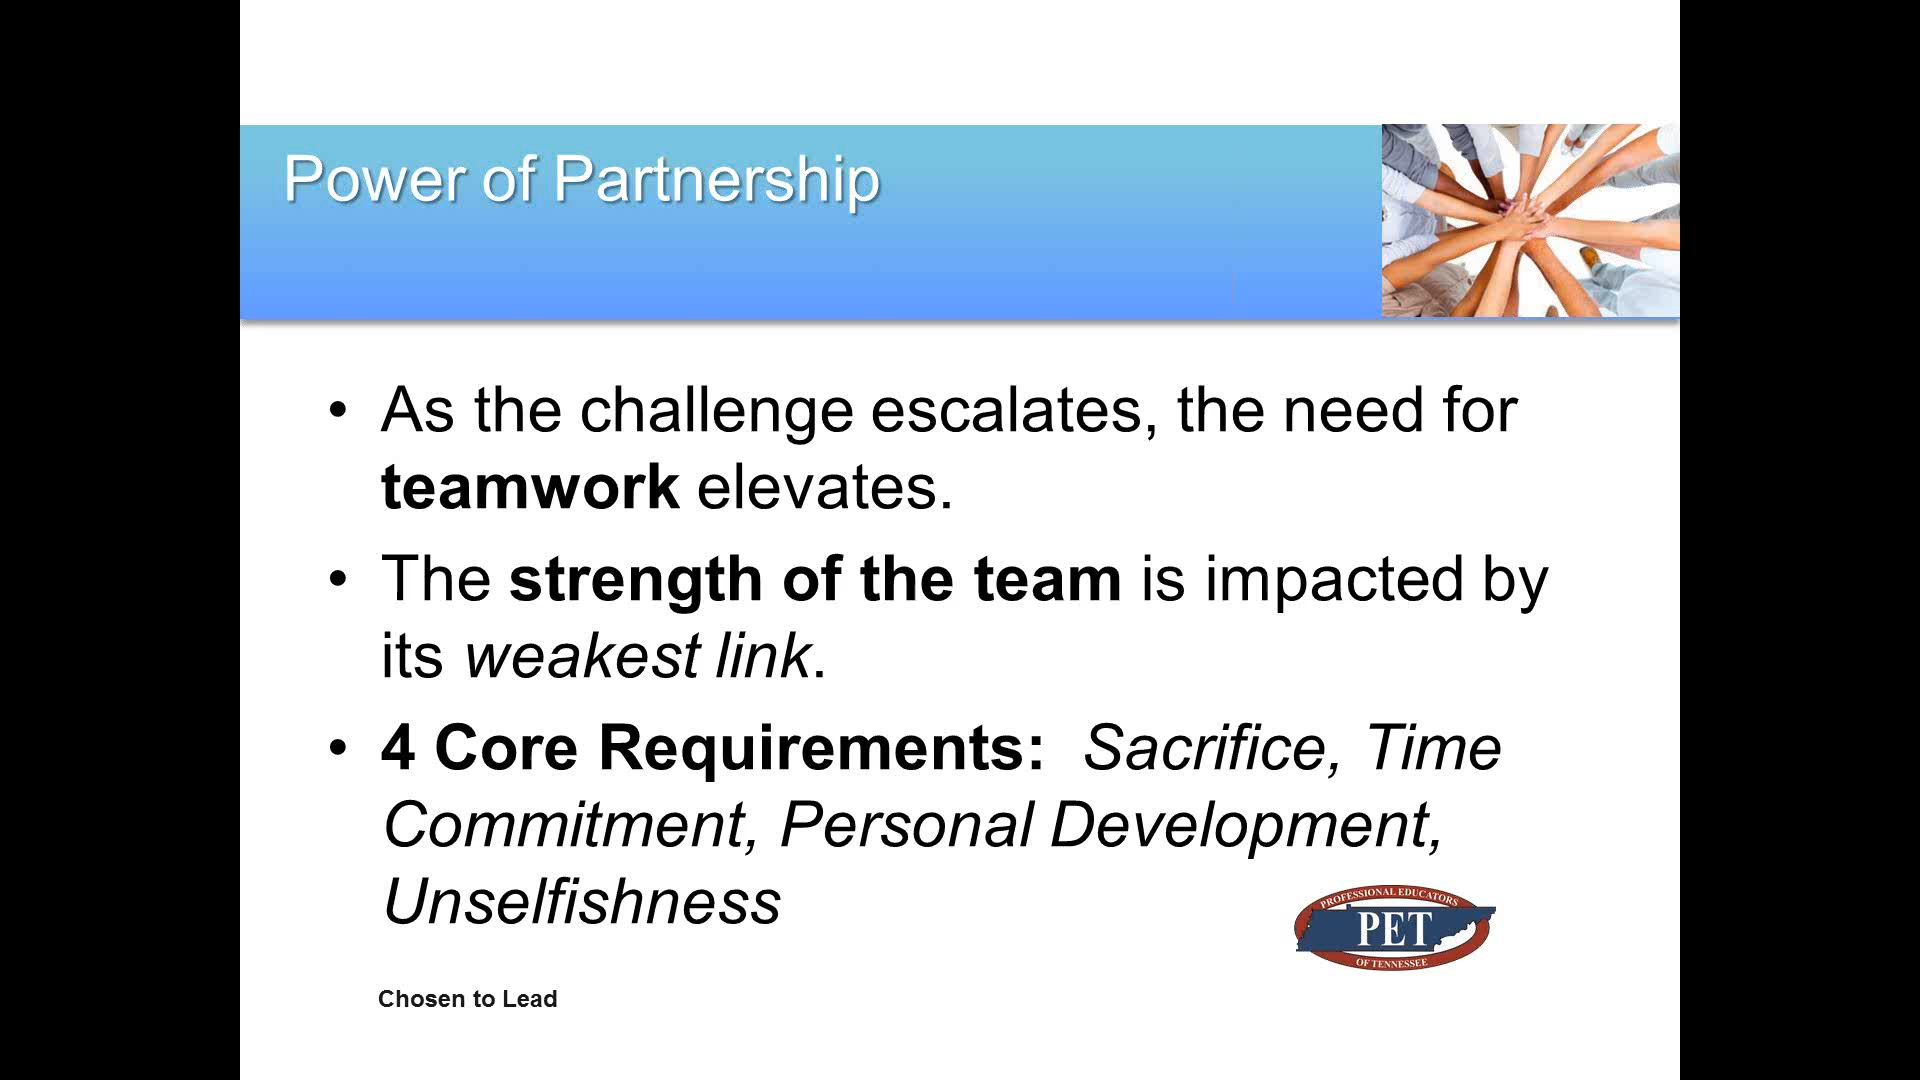 Power of Partnership
• As the challenge escalates, the need for
teamwork elevates.
• The strength of the team is impacted by
its weakest link.
• 4 Core Requirements:  Sacrifice, Time
Commitment, Personal Development,
Unselfishness
PROFESSIONAL EDUCATORS
PET
OF TENNESSEE
Chosen to Lead